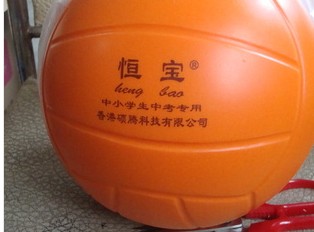 恒宝®
heng bao
中小学生中考专用
香港硕腾科技有限公司